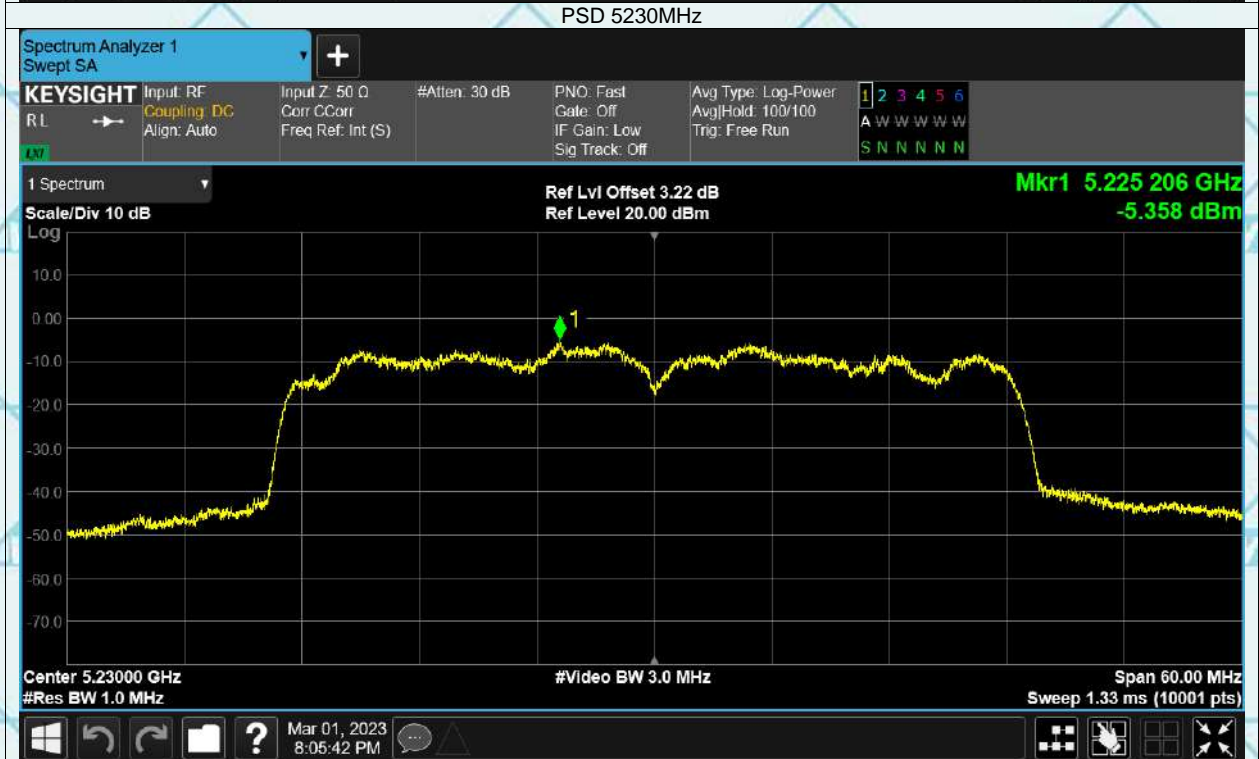 PSD 5230MHz
Spectrum Analyzer 1
Swept SA
KEYSIGHT
RL
LXI
Input: RF
Coupling: DC
Align: Auto
Input Z: 50 Ω
Corr CCorr
Freq Ref: Int (S)
#Atten: 30 dB
PNO: Fast
Gate: Off
IF Gain: Low
Sig Track: Off
Avg Type: Log-Power
Avg|Hold: 100/100
Trig: Free Run
1 2 3 4 5 6
A W W W W W
S N N N N N
1 Spectrum
Scale/Div 10 dB
Ref Lvl Offset 3.22 dB
Ref Level 20.00 dBm
Mkr1 5.225 206 GHz
-5.358 dBm
Log
10.0
0.00
-10.0
-20.0
-30.0
-40.0
-50.0
-60.0
-70.0
1
Center 5.23000 GHz
#Res BW 1.0 MHz
#Video BW 3.0 MHz
Span 60.00 MHz
Sweep 1.33 ms (10001 pts)
?
Mar 01, 2023
8:05:42 PM